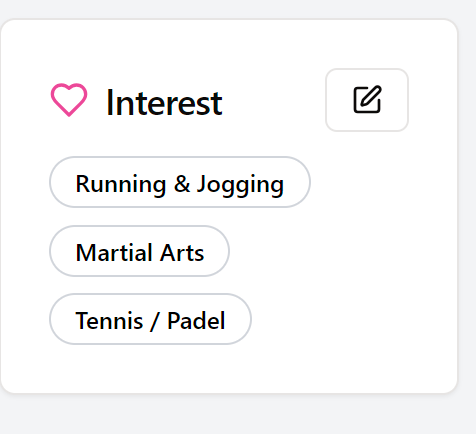 Interest
Running & Jogging
Martial Arts
Tennis / Padel